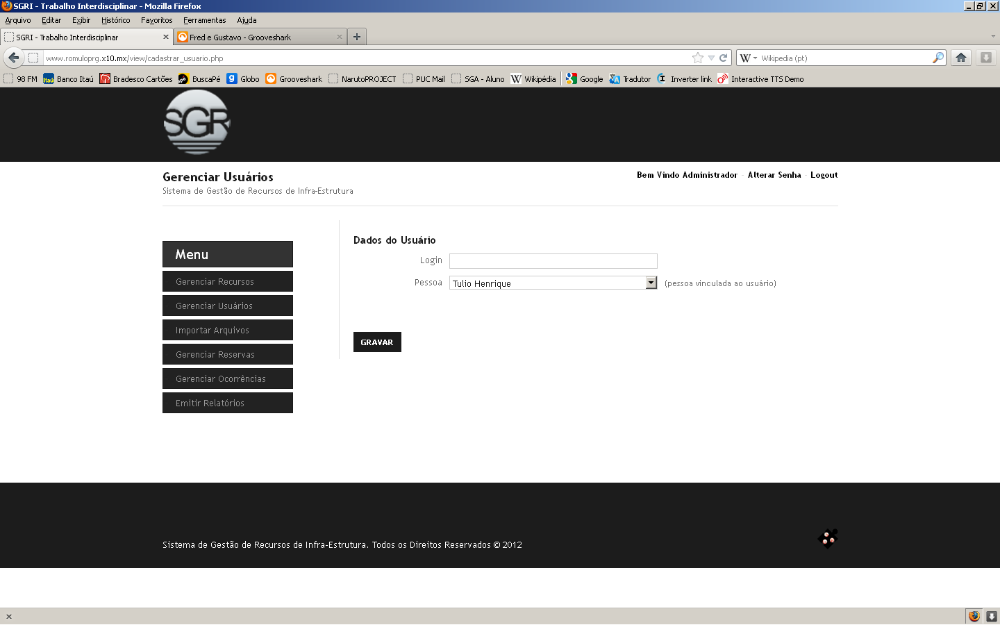 SGRI - Trabalho Interdisciplinar - Mozilla Firefox
Arquivo Editar Exibir Histórico Favoritos Ferramentas Ajuda
SGRI - Trabalho Interdisciplinar Fred e Gustavo - Grooveshark
www.romuloprg.x10.mx/view/cadastrar_usuario.php W Wikipedia (pt)
98 FM Itaú Banco Itaú Bradesco Cartões BuscaPé g Globo Grooveshark NarutoPROJECT PUC Mail SGA - Aluno W Wikipédia Google Tradutor Inverter link Interactive TTS Demo
SGR
Gerenciar Usuários
Bem Vindo Administrador - Alterar Senha - Logout
Sistema de Gestão de Recursos de Infra-Estrutura
Menu
Gerenciar Recursos
Gerenciar Usuários
Importar Arquivos
Gerenciar Reservas
Gerenciar Ocorrências
Emitir Relatórios
Dados do Usuário
Login
Pessoa Tulio Henrique (pessoa vinculada ao usuário)
GRAVAR
Sistema de Gestão de Recursos de Infra-Estrutura. Todos os Direitos Reservados © 2012